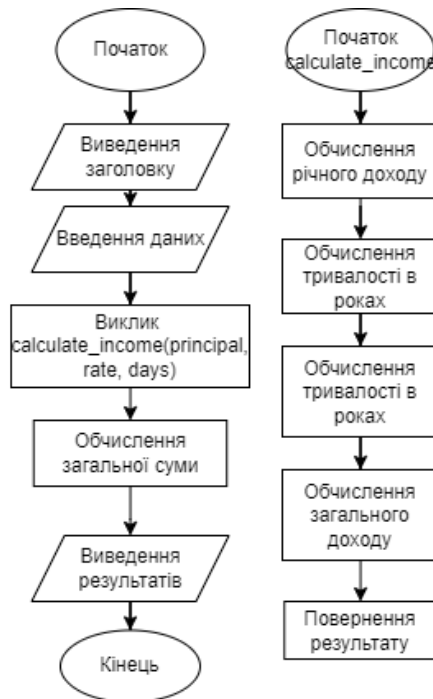 Початок
Виведення
заголовку
Введення даних
Виклик
calculate_income(principal,
rate, days)
Обчислення
загальної суми
Виведення
результатів
Кінець
Початок
calculate_income
Обчислення
річного доходу
Обчислення
тривалості в
роках
Обчислення
тривалості в
роках
Обчислення
загального
доходу
Повернення
результату